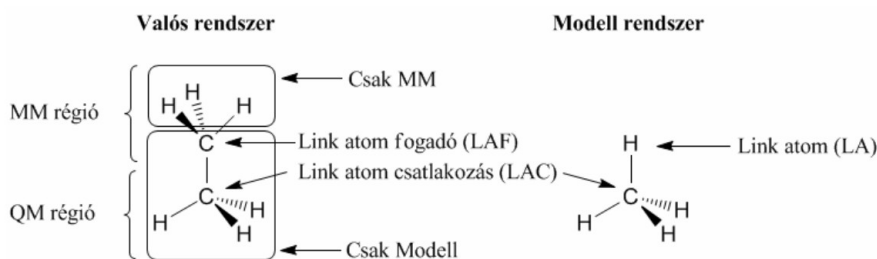 Valós rendszer
Modell rendszer
Csak MM
MM régió
H H H
C
Link atom fogadó (LAF)
H
Link atom (LA)
Link atom csatlakozás (LAC)
QM régió
C
H H
H
C
H H
H
Csak Modell